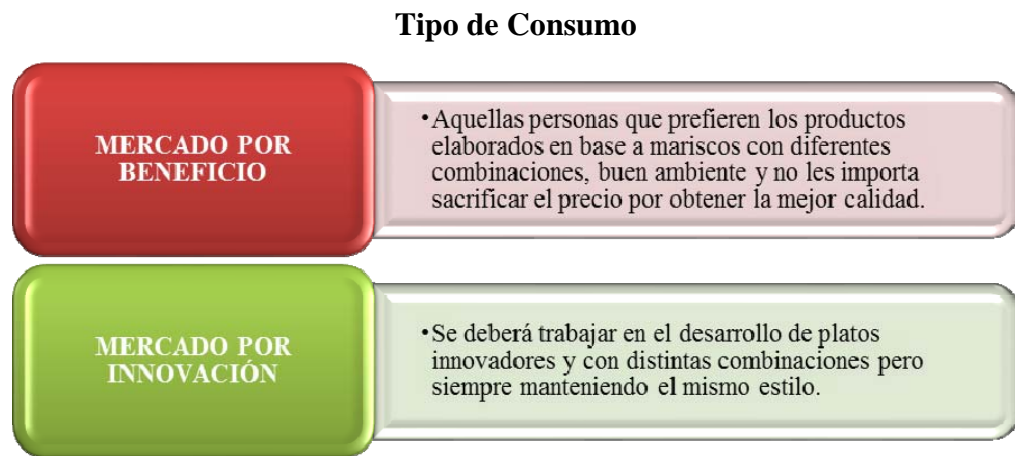 Tipo de Consumo
MERCADO POR
BENEFICIO
•Aquellas personas que prefieren los productos
elaborados en base a mariscos con diferentes
combinaciones, buen ambiente y no les importa
sacrificar el precio por obtener la mejor calidad.
MERCADO POR
INNOVACIÓN
•Se deberá trabajar en el desarrollo de platos
innovadores y con distintas combinaciones pero
siempre manteniendo el mismo estilo.